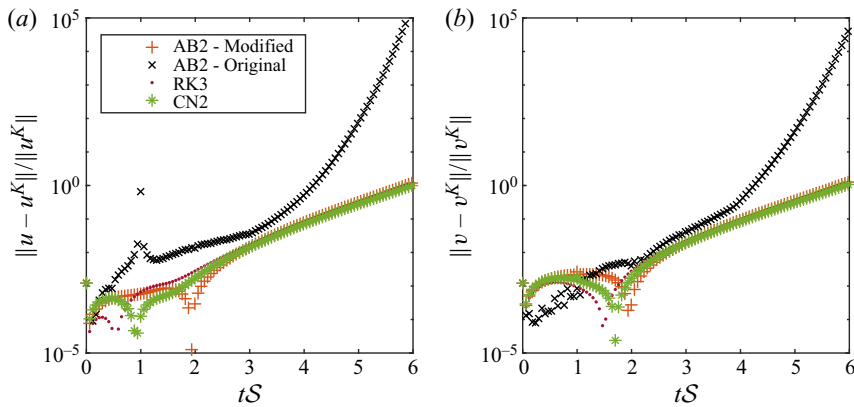 (a)
10^5
10^0
10^-5
‖u − u^K‖/‖u^K‖
AB2 - Modified
AB2 - Original
RK3
CN2
0 1 2 3 4 5 6
tS
(b)
10^5
10^0
10^-5
‖v − v^K‖/‖v^K‖
0 1 2 3 4 5 6
tS